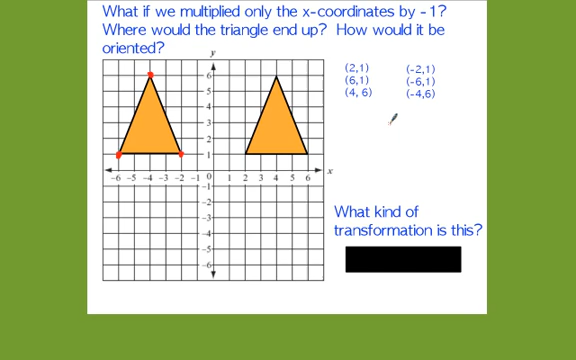 What if we multiplied only the x-coordinates by -1?
Where would the triangle end up? How would it be
oriented?
y
(2,1) (-2,1)
(6,1) (-6,1)
(4, 6) (-4,6)
6
5
4
3
2
1
-6 -5 -4 -3 -2 -1 0 1 2 3 4 5 6 x
-1
-2
-3
-4
-5
-6
What kind of
transformation is this?